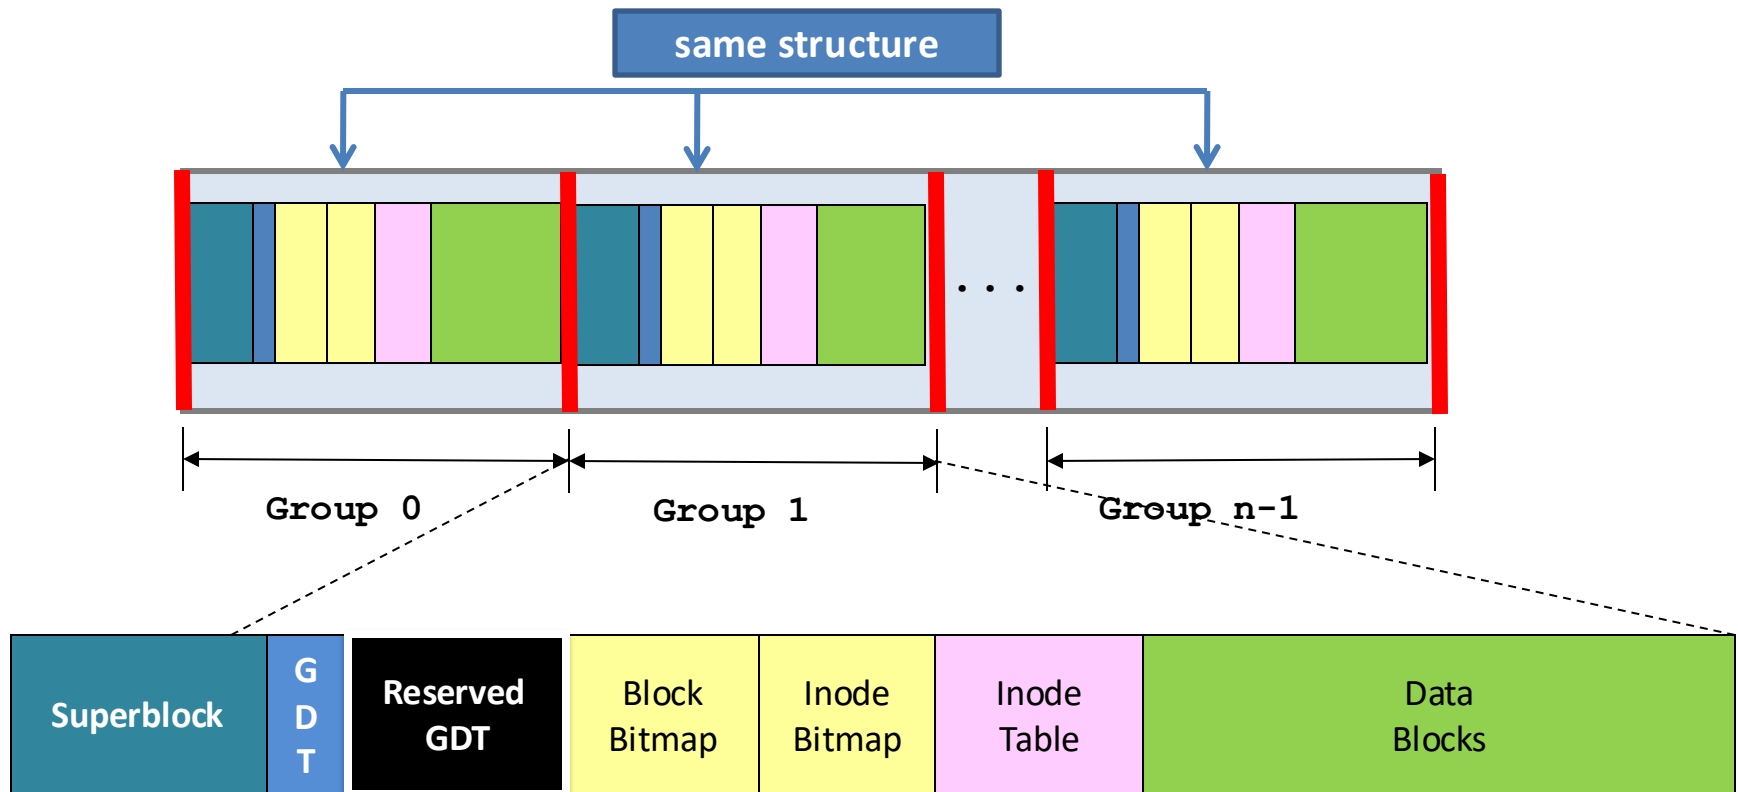 same structure
. . .
Group 0
Group 1
Group n-1
Superblock
G
D
T
Reserved
GDT
Block
Bitmap
Inode
Bitmap
Inode
Table
Data
Blocks